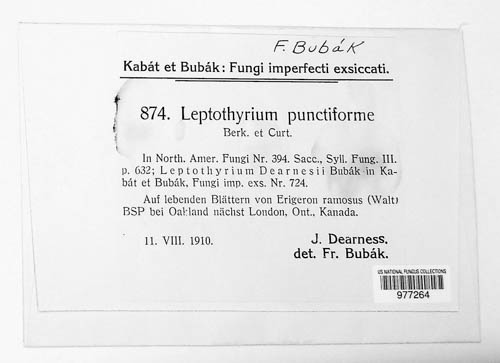 F. Bubák
Kabát et Bubák: Fungi imperfecti exsiccati.
874. Leptothyrium punctiforme
Berk. et Curt.
In North. Amer. Fungi Nr. 394. Sacc., Syll. Fung. III.
p. 632; Leptothyrium Dearnesii Bubák in Ka-
bát et Bubák, Fungi imp. exs. Nr. 724.
Auf lebenden Blättern von Erigeron ramosus (Walt)
BSP bei Oakland nächst London, Ont., Kanada.
11. VIII. 1910.
J. Dearness.
det. Fr. Bubák.
US NATIONAL FUNGUS COLLECTIONS
977264